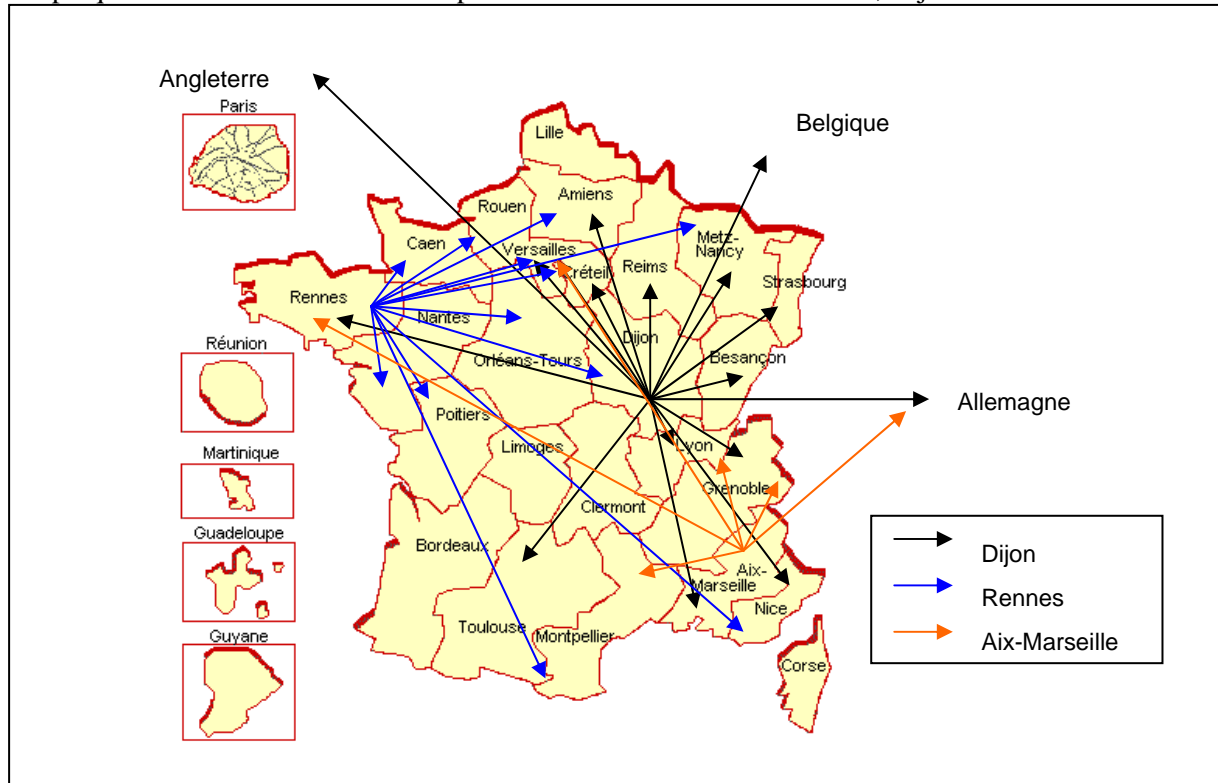 Angleterre
Paris
Belgique
Lille
Amiens
Rouen
Caen
Versailles
Créteil
Reims
Metz-
Nancy
Strasbourg
Rennes
Nantes
Dijon
Besançon
Réunion
Orléans-Tours
Allemagne
Poitiers
Martinique
Limoges
Lyon
Grenoble
Clermont
Guadeloupe
Bordeaux
Aix-
Marseille
Nice
Dijon
Rennes
Guyane
Toulouse
Montpellier
Aix-Marseille
Corse